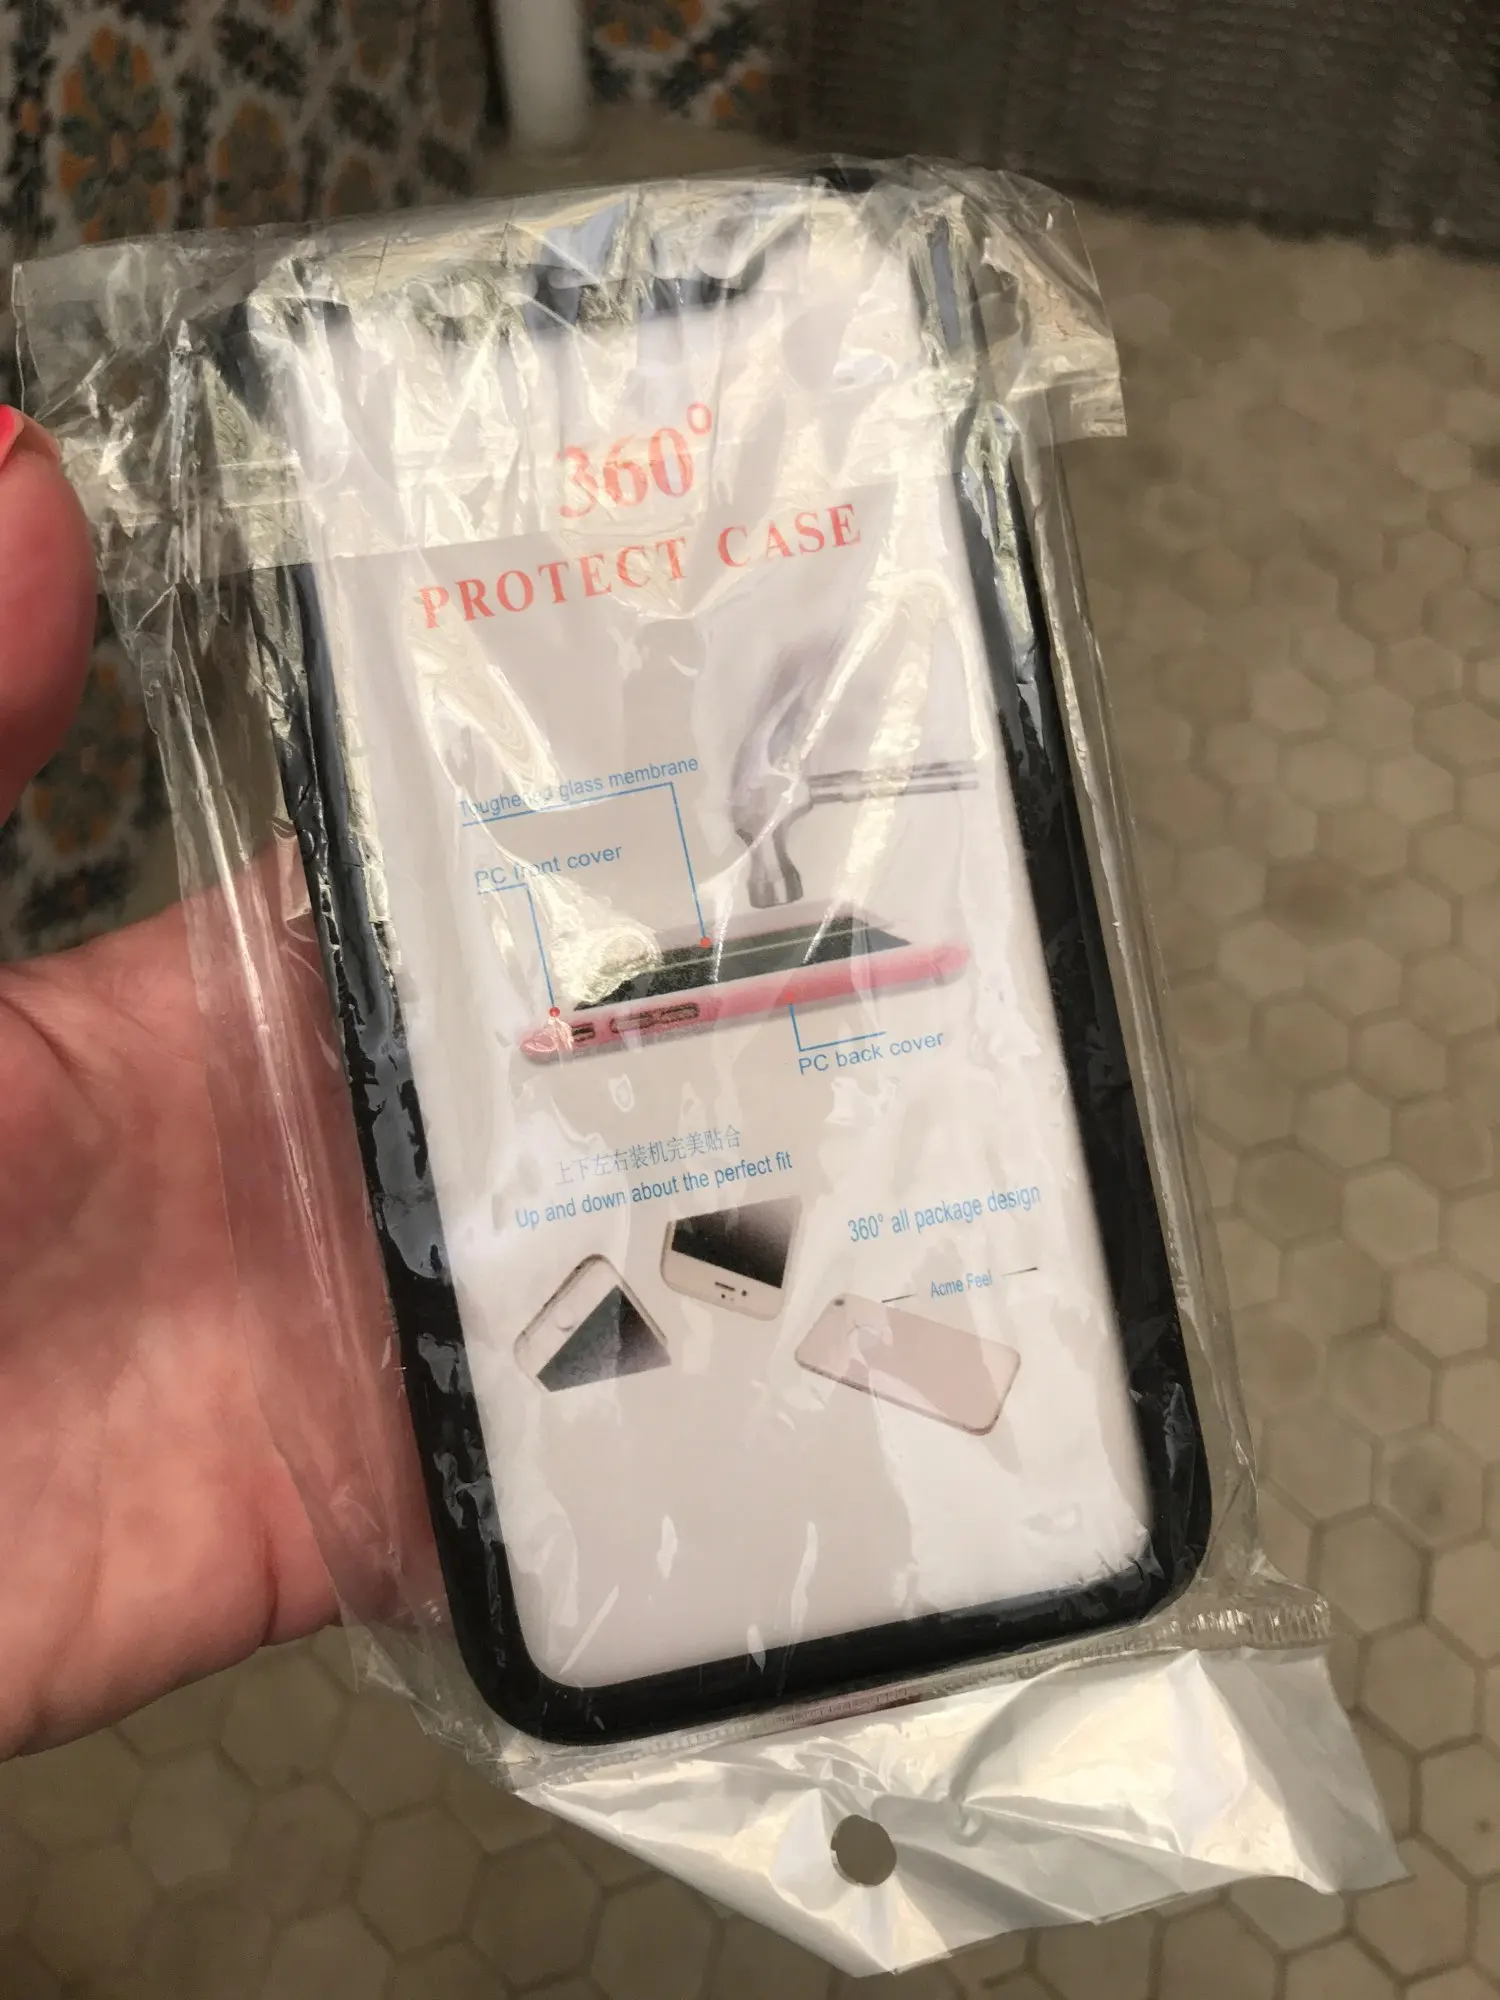 360°
PROTECT CASE
Toughened glass membrane
PC front cover
PC back cover
上下左右装机完美贴合
Up and down about the perfect fit
360° all package design
Acme Feel